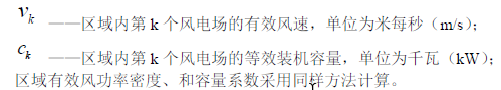 v_k ——区域内第 k 个风电场的有效风速，单位为米每秒（m/s）；
c_k ——区域内第 k 个风电场的等效装机容量，单位为千瓦（kW）；
区域有效风功率密度、和容量系数采用同样方法计算。